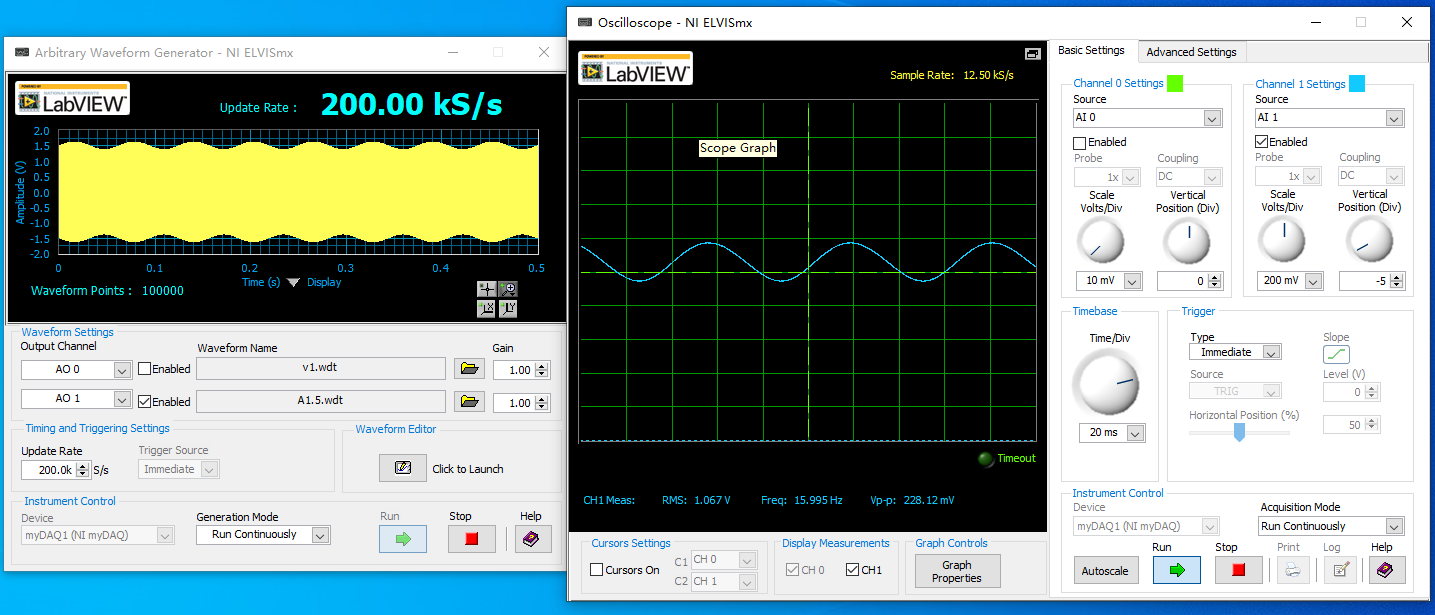 Arbitrary Waveform Generator - NI ELVISmx
LabVIEW
Update Rate : 200.00 kS/s
2.0
1.5
1.0
0.5
0.0
-0.5
-1.0
-1.5
-2.0
Amplitude (V)
0 0.1 0.2 0.3 0.4 0.5
Time (s) Display
Waveform Points : 100000
Waveform Settings
Output Channel Waveform Name Gain
AO 0 Enabled v1.wdt 1.00
AO 1 Enabled A1.5.wdt 1.00
Timing and Triggering Settings
Update Rate Trigger Source
200.0k S/s Immediate
Waveform Editor
Click to Launch
Instrument Control
Device Generation Mode Run Stop Help
myDAQ1 (NI myDAQ) Run Continuously
Oscilloscope - NI ELVISmx
POWERED BY
NATIONAL INSTRUMENTS
LabVIEW
Sample Rate: 12.50 kS/s
Scope Graph
Timeout
CH1 Meas: RMS: 1.067 V Freq: 15.995 Hz Vp-p: 228.12 mV
Cursors Settings
Cursors On
C1 CH 0
C2 CH 1
Display Measurements
CH 0 CH1
Graph Controls
Graph
Properties
Basic Settings Advanced Settings
Channel 0 Settings
Source
AI 0
Enabled
Probe Coupling
1x DC
Scale Vertical
Volts/Div Position (Div)
10 mV 0
Channel 1 Settings
Source
AI 1
Enabled
Probe Coupling
1x DC
Scale Vertical
Volts/Div Position (Div)
200 mV -5
Timebase
Time/Div
20 ms
Trigger
Type Slope
Immediate
Source Level (V)
TRIG 0
Horizontal Position (%)
50
Instrument Control
Device Acquisition Mode
myDAQ1 (NI myDAQ) Run Continuously
Run Stop Print Log Help
Autoscale